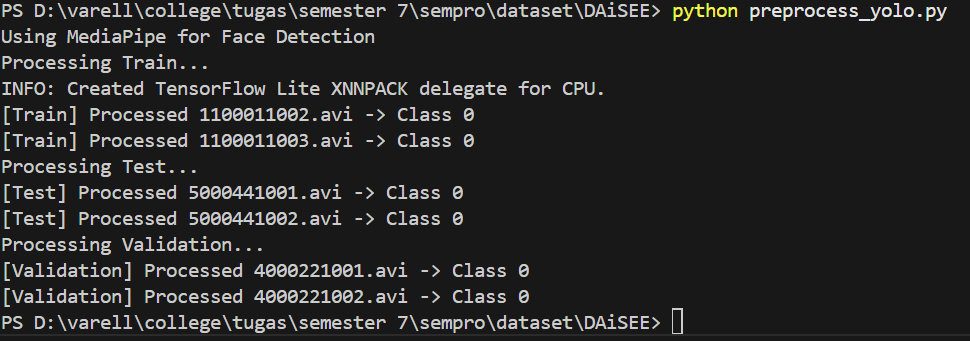 PS D:\varell\college\tugas\semester 7\sempro\dataset\DAiSEE> python preprocess_yolo.py
Using MediaPipe for Face Detection
Processing Train...
INFO: Created TensorFlow Lite XNNPACK delegate for CPU.
[Train] Processed 1100011002.avi -> Class 0
[Train] Processed 1100011003.avi -> Class 0
Processing Test...
[Test] Processed 5000441001.avi -> Class 0
[Test] Processed 5000441002.avi -> Class 0
Processing Validation...
[Validation] Processed 4000221001.avi -> Class 0
[Validation] Processed 4000221002.avi -> Class 0
PS D:\varell\college\tugas\semester 7\sempro\dataset\DAiSEE>